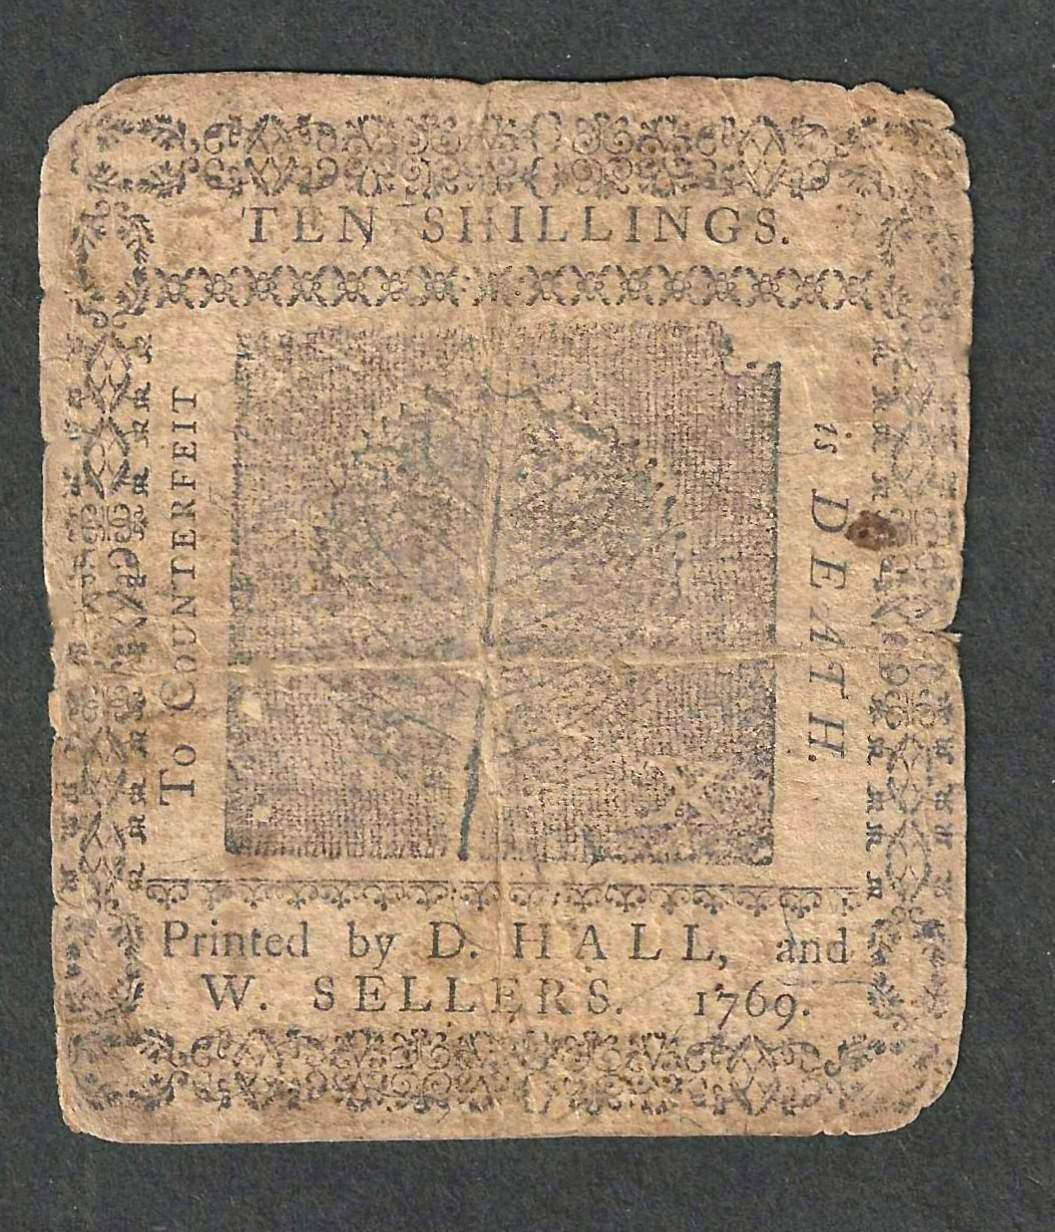 TEN SHILLINGS.
To COUNTERFEIT
is DEATH.
Printed by D. HALL, and
W. SELLERS. 1769.